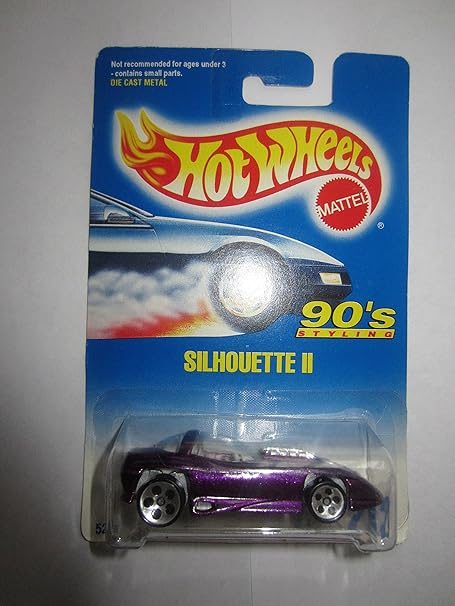 Not recommended for ages under 3
- contains small parts.
DIE CAST METAL
HOT WHEELS
MATTEL
®
90's
STYLING
SILHOUETTE II